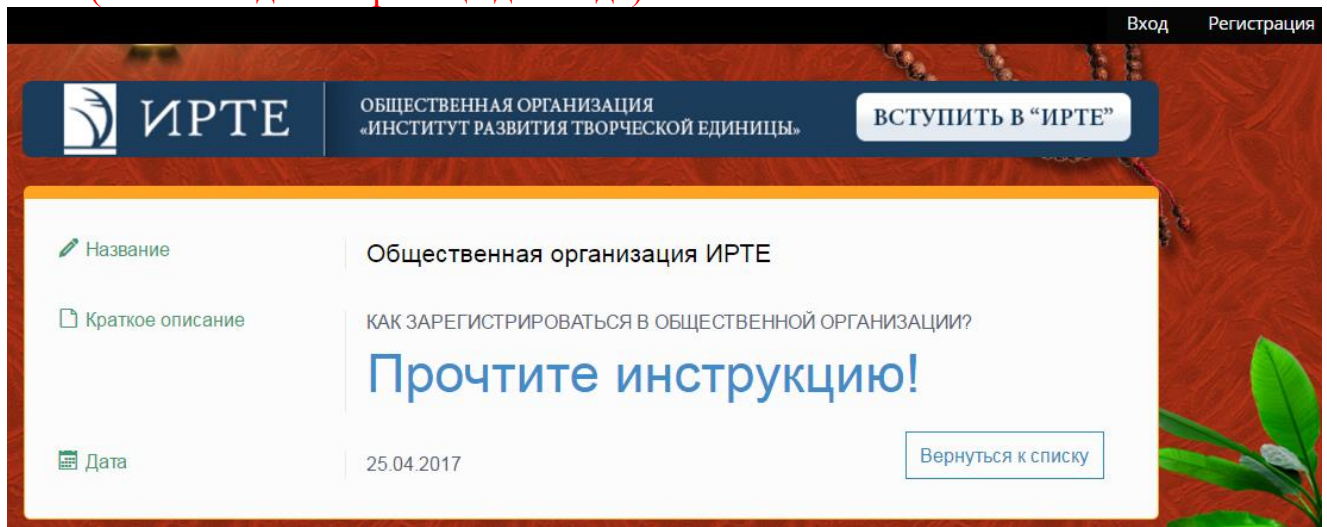 Вход Регистрация
ИРТЕ
ОБЩЕСТВЕННАЯ ОРГАНИЗАЦИЯ
«ИНСТИТУТ РАЗВИТИЯ ТВОРЧЕСКОЙ ЕДИНИЦЫ»
ВСТУПИТЬ В “ИРТЕ”
Название
Общественная организация ИРТЕ
Краткое описание
КАК ЗАРЕГИСТРИРОВАТЬСЯ В ОБЩЕСТВЕННОЙ ОРГАНИЗАЦИИ?
Прочтите инструкцию!
Дата
25.04.2017
Вернуться к списку